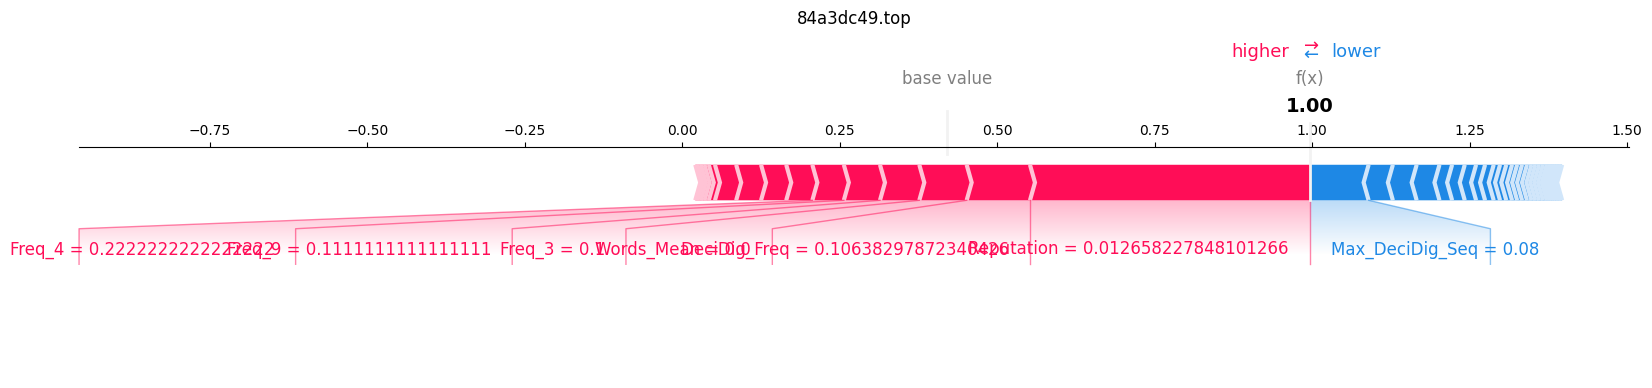 84a3dc49.top
higher ⇄ lower
base value f(x)
1.00
−0.75 −0.50 −0.25 0.00 0.25 0.50 0.75 1.00 1.25 1.50
Freq_4 = 0.2222222222222222 Freq_9 = 0.1111111111111111 Freq_3 = 0.1 Words_Mean = 0.0 DeciDig_Freq = 0.10638297872340426 Reputation = 0.012658227848101266 Max_DeciDig_Seq = 0.08